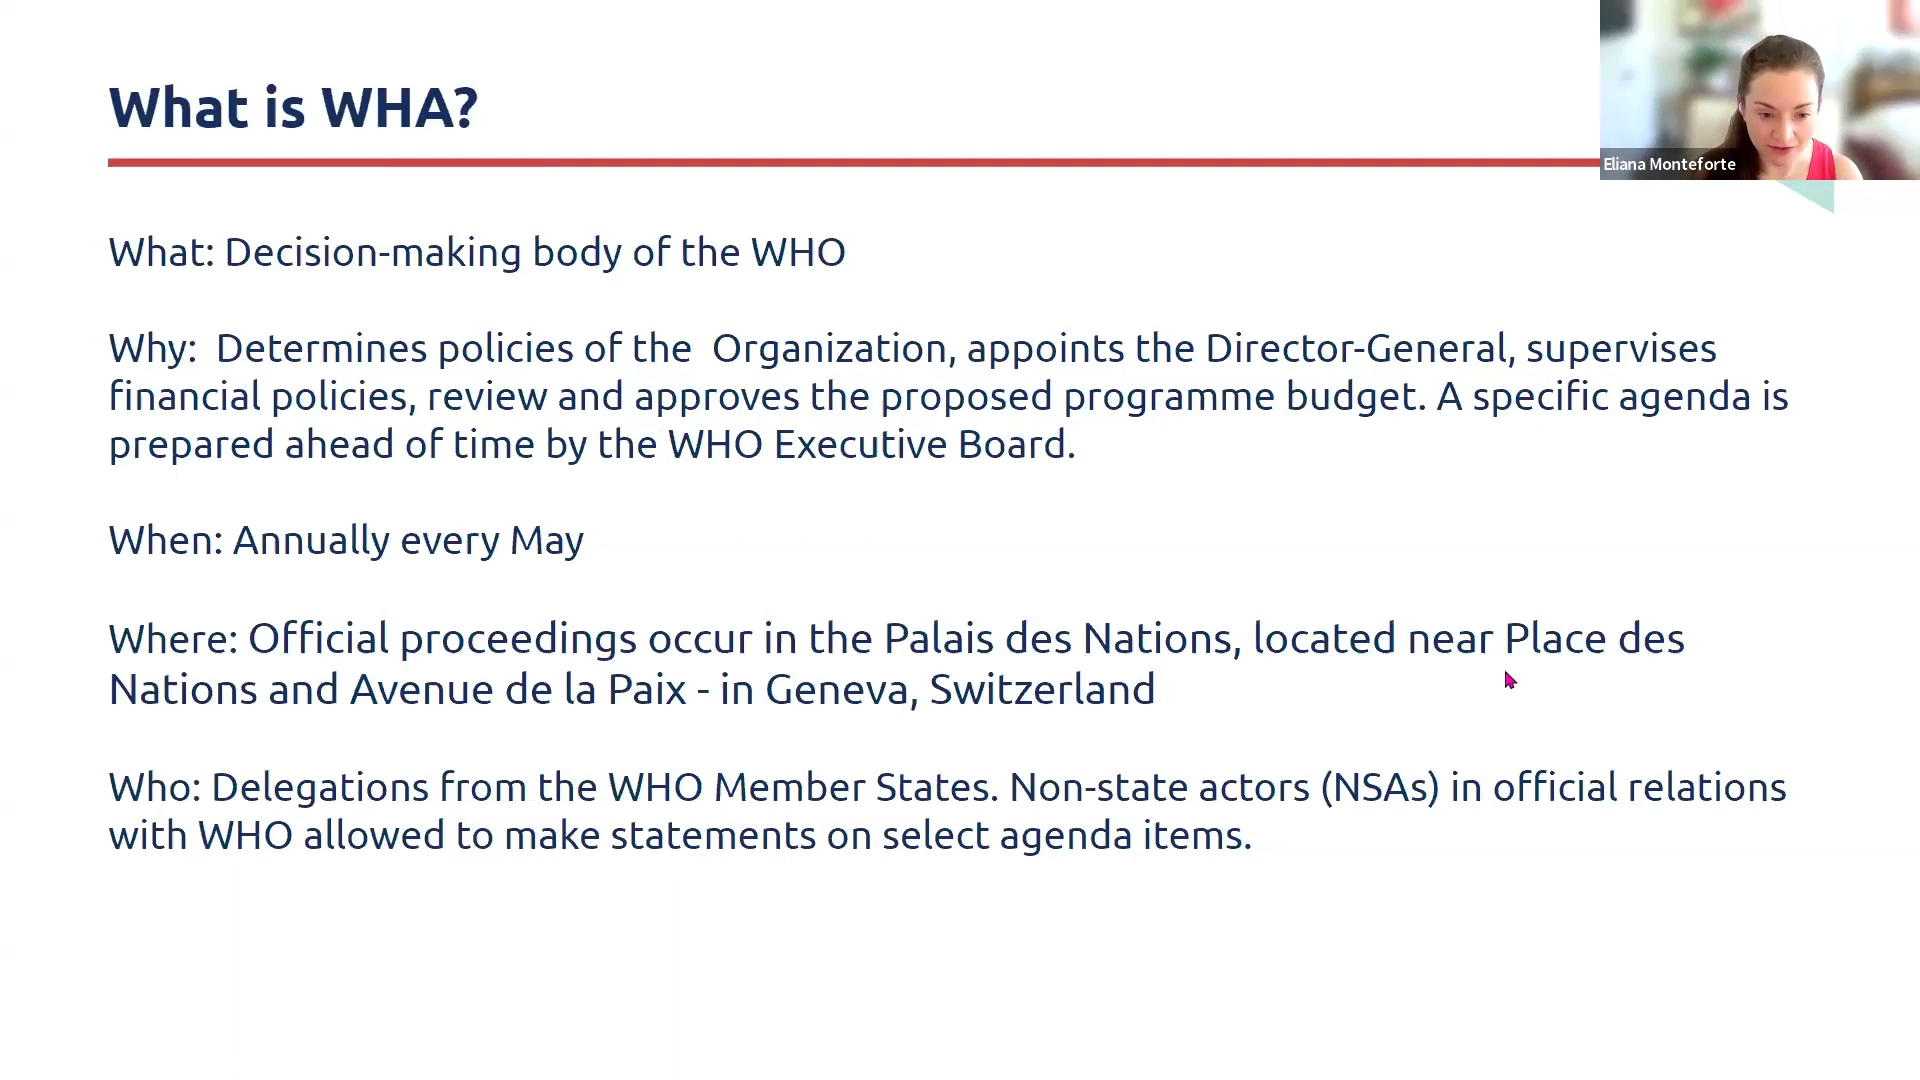 What is WHA?
Eliana Monteforte
What: Decision-making body of the WHO
Why:  Determines policies of the  Organization, appoints the Director-General, supervises
financial policies, review and approves the proposed programme budget. A specific agenda is
prepared ahead of time by the WHO Executive Board.
When: Annually every May
Where: Official proceedings occur in the Palais des Nations, located near Place des
Nations and Avenue de la Paix - in Geneva, Switzerland
Who: Delegations from the WHO Member States. Non-state actors (NSAs) in official relations
with WHO allowed to make statements on select agenda items.